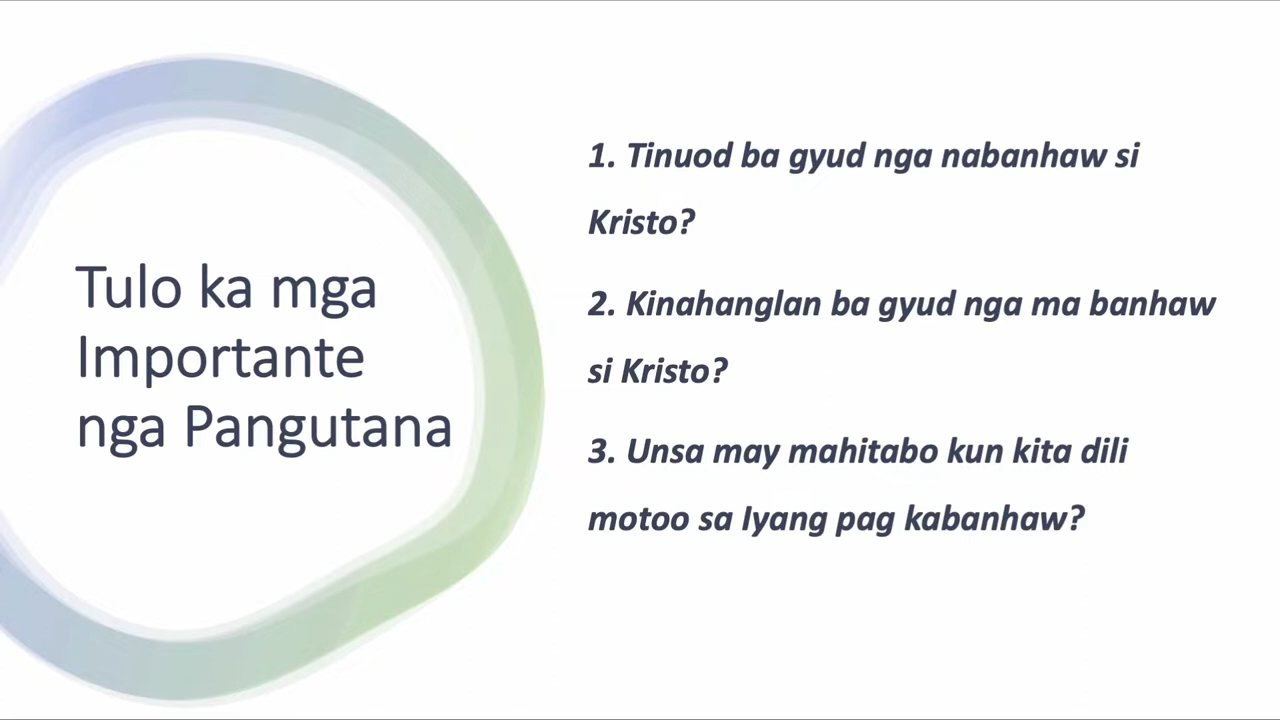 Tulo ka mga
Importante
nga Pangutana
1. Tinuod ba gyud nga nabanhaw si
Kristo?
2. Kinahanglan ba gyud nga ma banhaw
si Kristo?
3. Unsa may mahitabo kun kita dili
motoo sa Iyang pag kabanhaw?